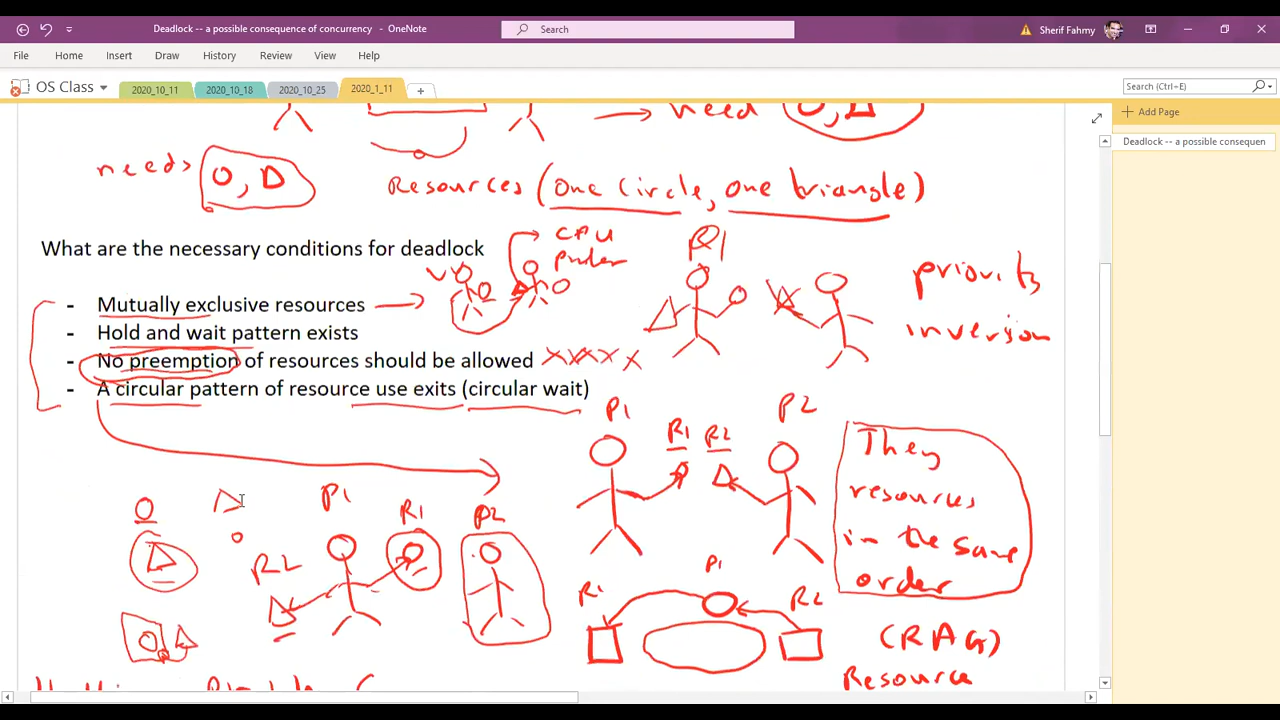 Deadlock -- a possible consequence of concurrency - OneNote
Search
Sherif Fahmy
File Home Insert Draw History Review View Help
OS Class
2020_10_11 2020_10_18 2020_10_25 2020_1_11
Search (Ctrl+E)
Add Page
Deadlock -- a possible consequen
need
needs
Resources (one circle, one triangle)
What are the necessary conditions for deadlock
CPU
R1
priority
inversion
- Mutually exclusive resources
- Hold and wait pattern exists
- No preemption of resources should be allowed xxxxx
- A circular pattern of resource use exits (circular wait)
P1 P2
R1 R2
They
resources
in the same
order
P1
R1 P2
R2
P1
R1 R2
(RAG)
Resource